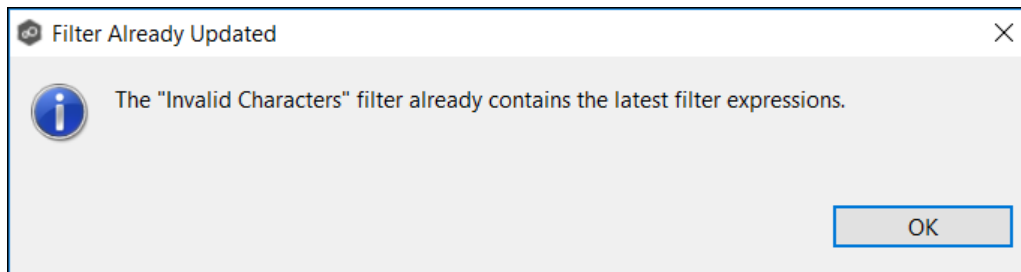 Filter Already Updated
The "Invalid Characters" filter already contains the latest filter expressions.
OK